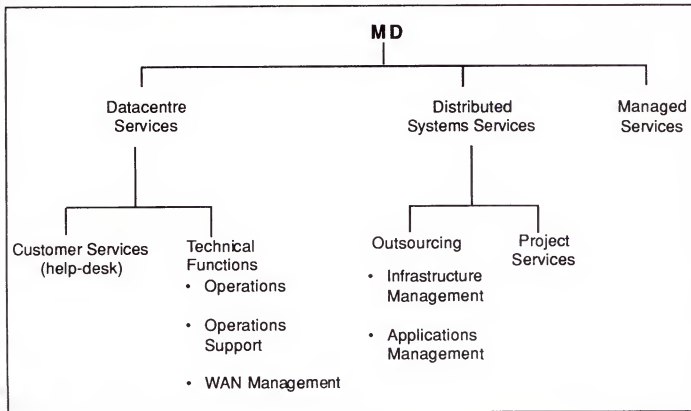 MD
Datacentre
Services
Distributed
Systems Services
Managed
Services
Customer Services
(help-desk)
Technical
Functions
• Operations
• Operations
Support
• WAN Management
Outsourcing
• Infrastructure
Management
• Applications
Management
Project
Services